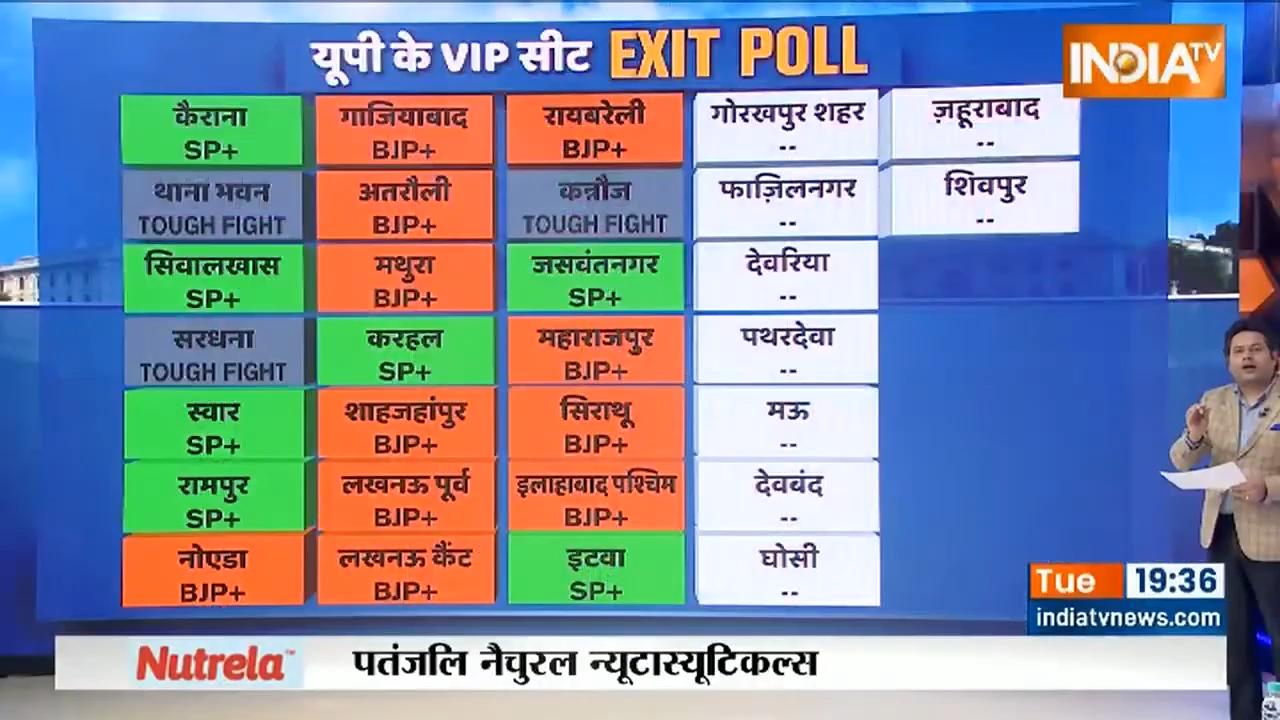 यूपी के VIP सीट EXIT POLL
INDIA TV
कैराना
SP+
गाजियाबाद
BJP+
रायबरेली
BJP+
गोरखपुर शहर
--
ज़हूराबाद
--
थाना भवन
TOUGH FIGHT
अतरौली
BJP+
कन्नौज
TOUGH FIGHT
फाज़िलनगर
--
शिवपुर
--
सिवालखास
SP+
मथुरा
BJP+
जसवंतनगर
SP+
देवरिया
--
सरधना
TOUGH FIGHT
करहल
SP+
महाराजपुर
BJP+
पथरदेवा
--
स्वार
SP+
शाहजहांपुर
BJP+
सिराथू
BJP+
मऊ
--
रामपुर
SP+
लखनऊ पूर्व
BJP+
इलाहाबाद पश्चिम
BJP+
देवबंद
--
नोएडा
BJP+
लखनऊ कैंट
BJP+
इटवा
SP+
घोसी
--
Tue 19:36
indiatvnews.com
Nutrela™ पतंजलि नैचुरल न्यूटास्यूटिकल्स